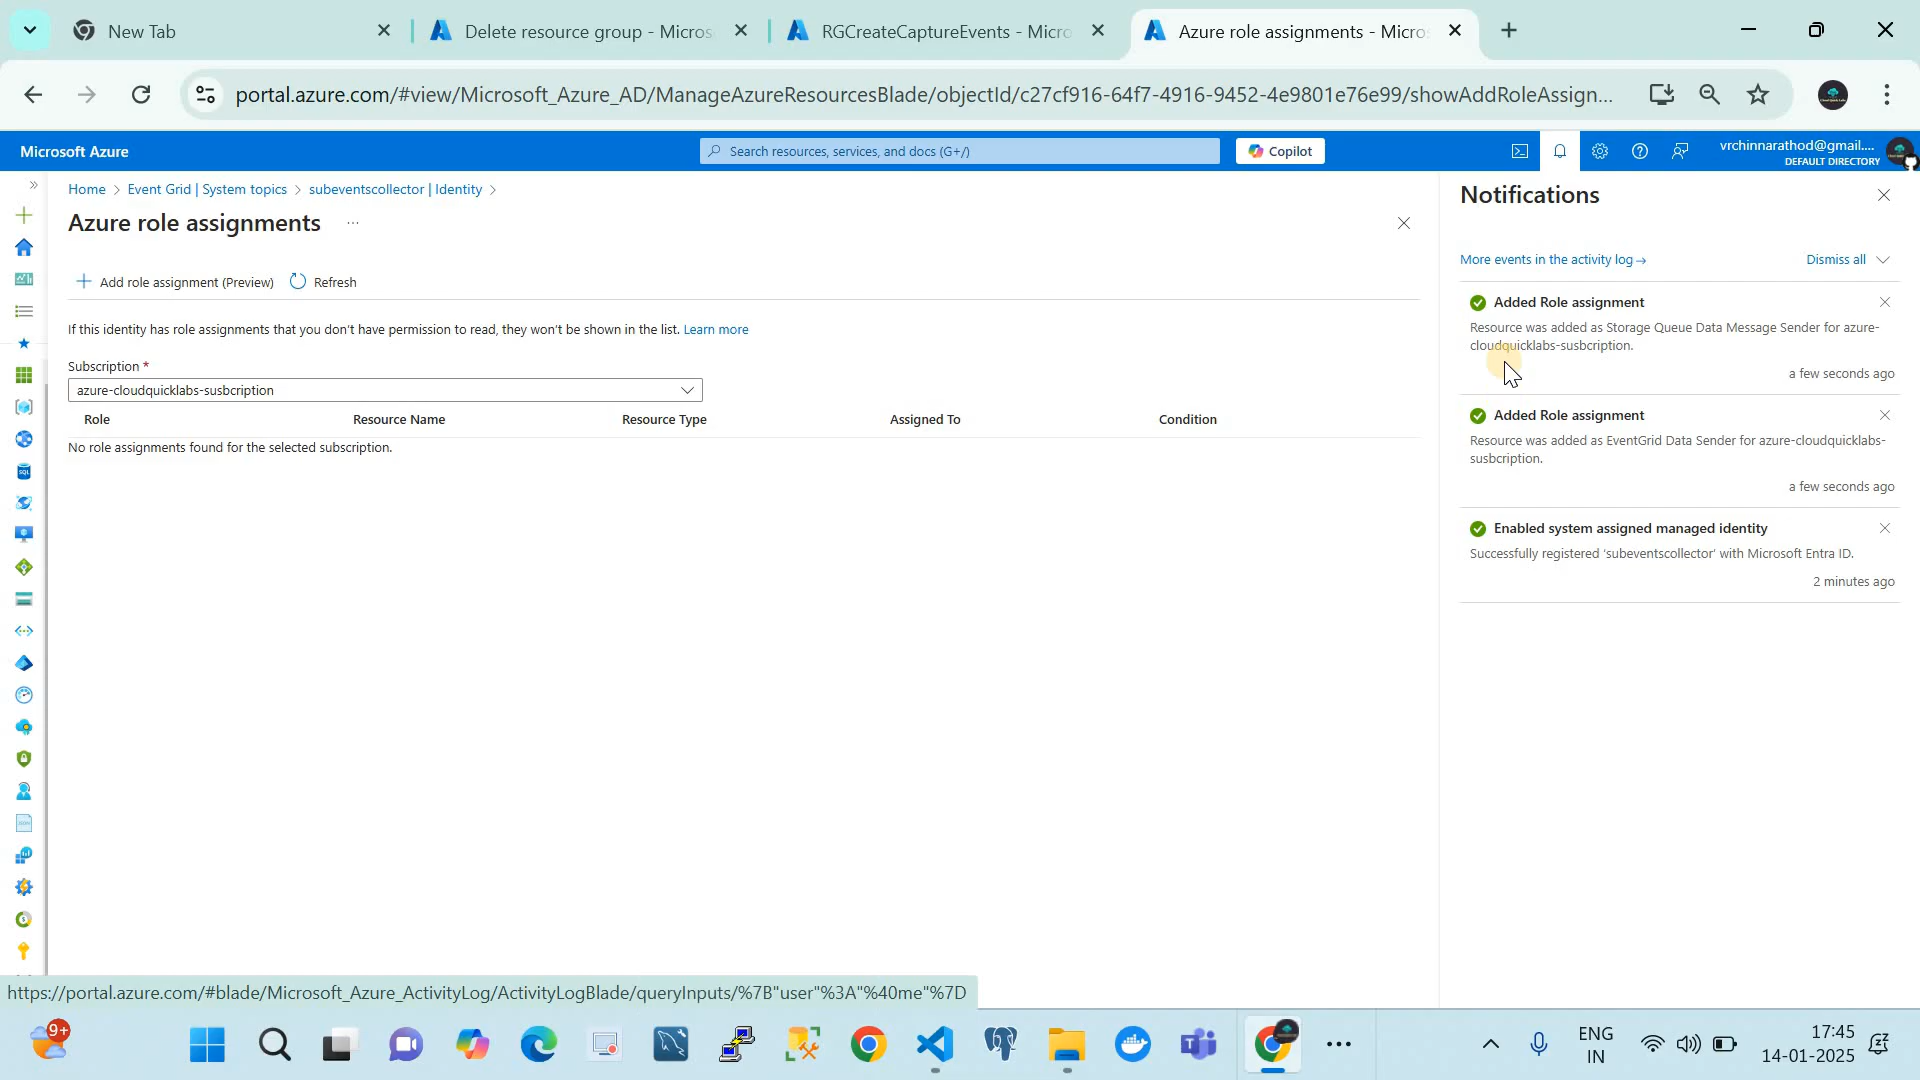 New Tab
Delete resource group - Micros
RGCreateCaptureEvents - Micro
Azure role assignments - Micros
portal.azure.com/#view/Microsoft_Azure_AD/ManageAzureResourcesBlade/objectId/c27cf916-64f7-4916-9452-4e9801e76e99/showAddRoleAssign...
Microsoft Azure
Search resources, services, and docs (G+/)
Copilot
vrchinnarathod@gmail....
DEFAULT DIRECTORY
Home > Event Grid | System topics > subeventscollector | Identity >
Azure role assignments ...
Add role assignment (Preview)
Refresh
If this identity has role assignments that you don't have permission to read, they won't be shown in the list. Learn more
Subscription *
azure-cloudquicklabs-susbcription
Role
Resource Name
Resource Type
Assigned To
Condition
No role assignments found for the selected subscription.
Notifications
More events in the activity log →
Dismiss all
Added Role assignment
Resource was added as Storage Queue Data Message Sender for azure-
cloudquicklabs-susbcription.
a few seconds ago
Added Role assignment
Resource was added as EventGrid Data Sender for azure-cloudquicklabs-
susbcription.
a few seconds ago
Enabled system assigned managed identity
Successfully registered 'subeventscollector' with Microsoft Entra ID.
2 minutes ago
https://portal.azure.com/#blade/Microsoft_Azure_ActivityLog/ActivityLogBlade/queryInputs/%7B"user"%3A"%40me"%7D
9+
ENG
IN
17:45
14-01-2025